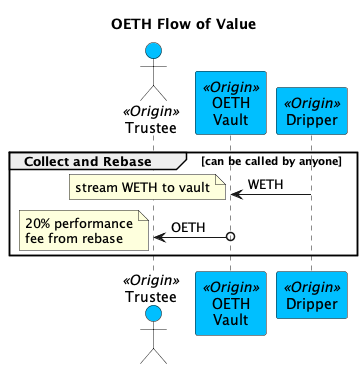 OETH Flow of Value
«Origin»
Trustee
«Origin»
OETH
Vault
«Origin»
Dripper
Collect and Rebase
[can be called by anyone]
stream WETH to vault
WETH
20% performance
fee from rebase
OETH
«Origin»
Trustee
«Origin»
OETH
Vault
«Origin»
Dripper